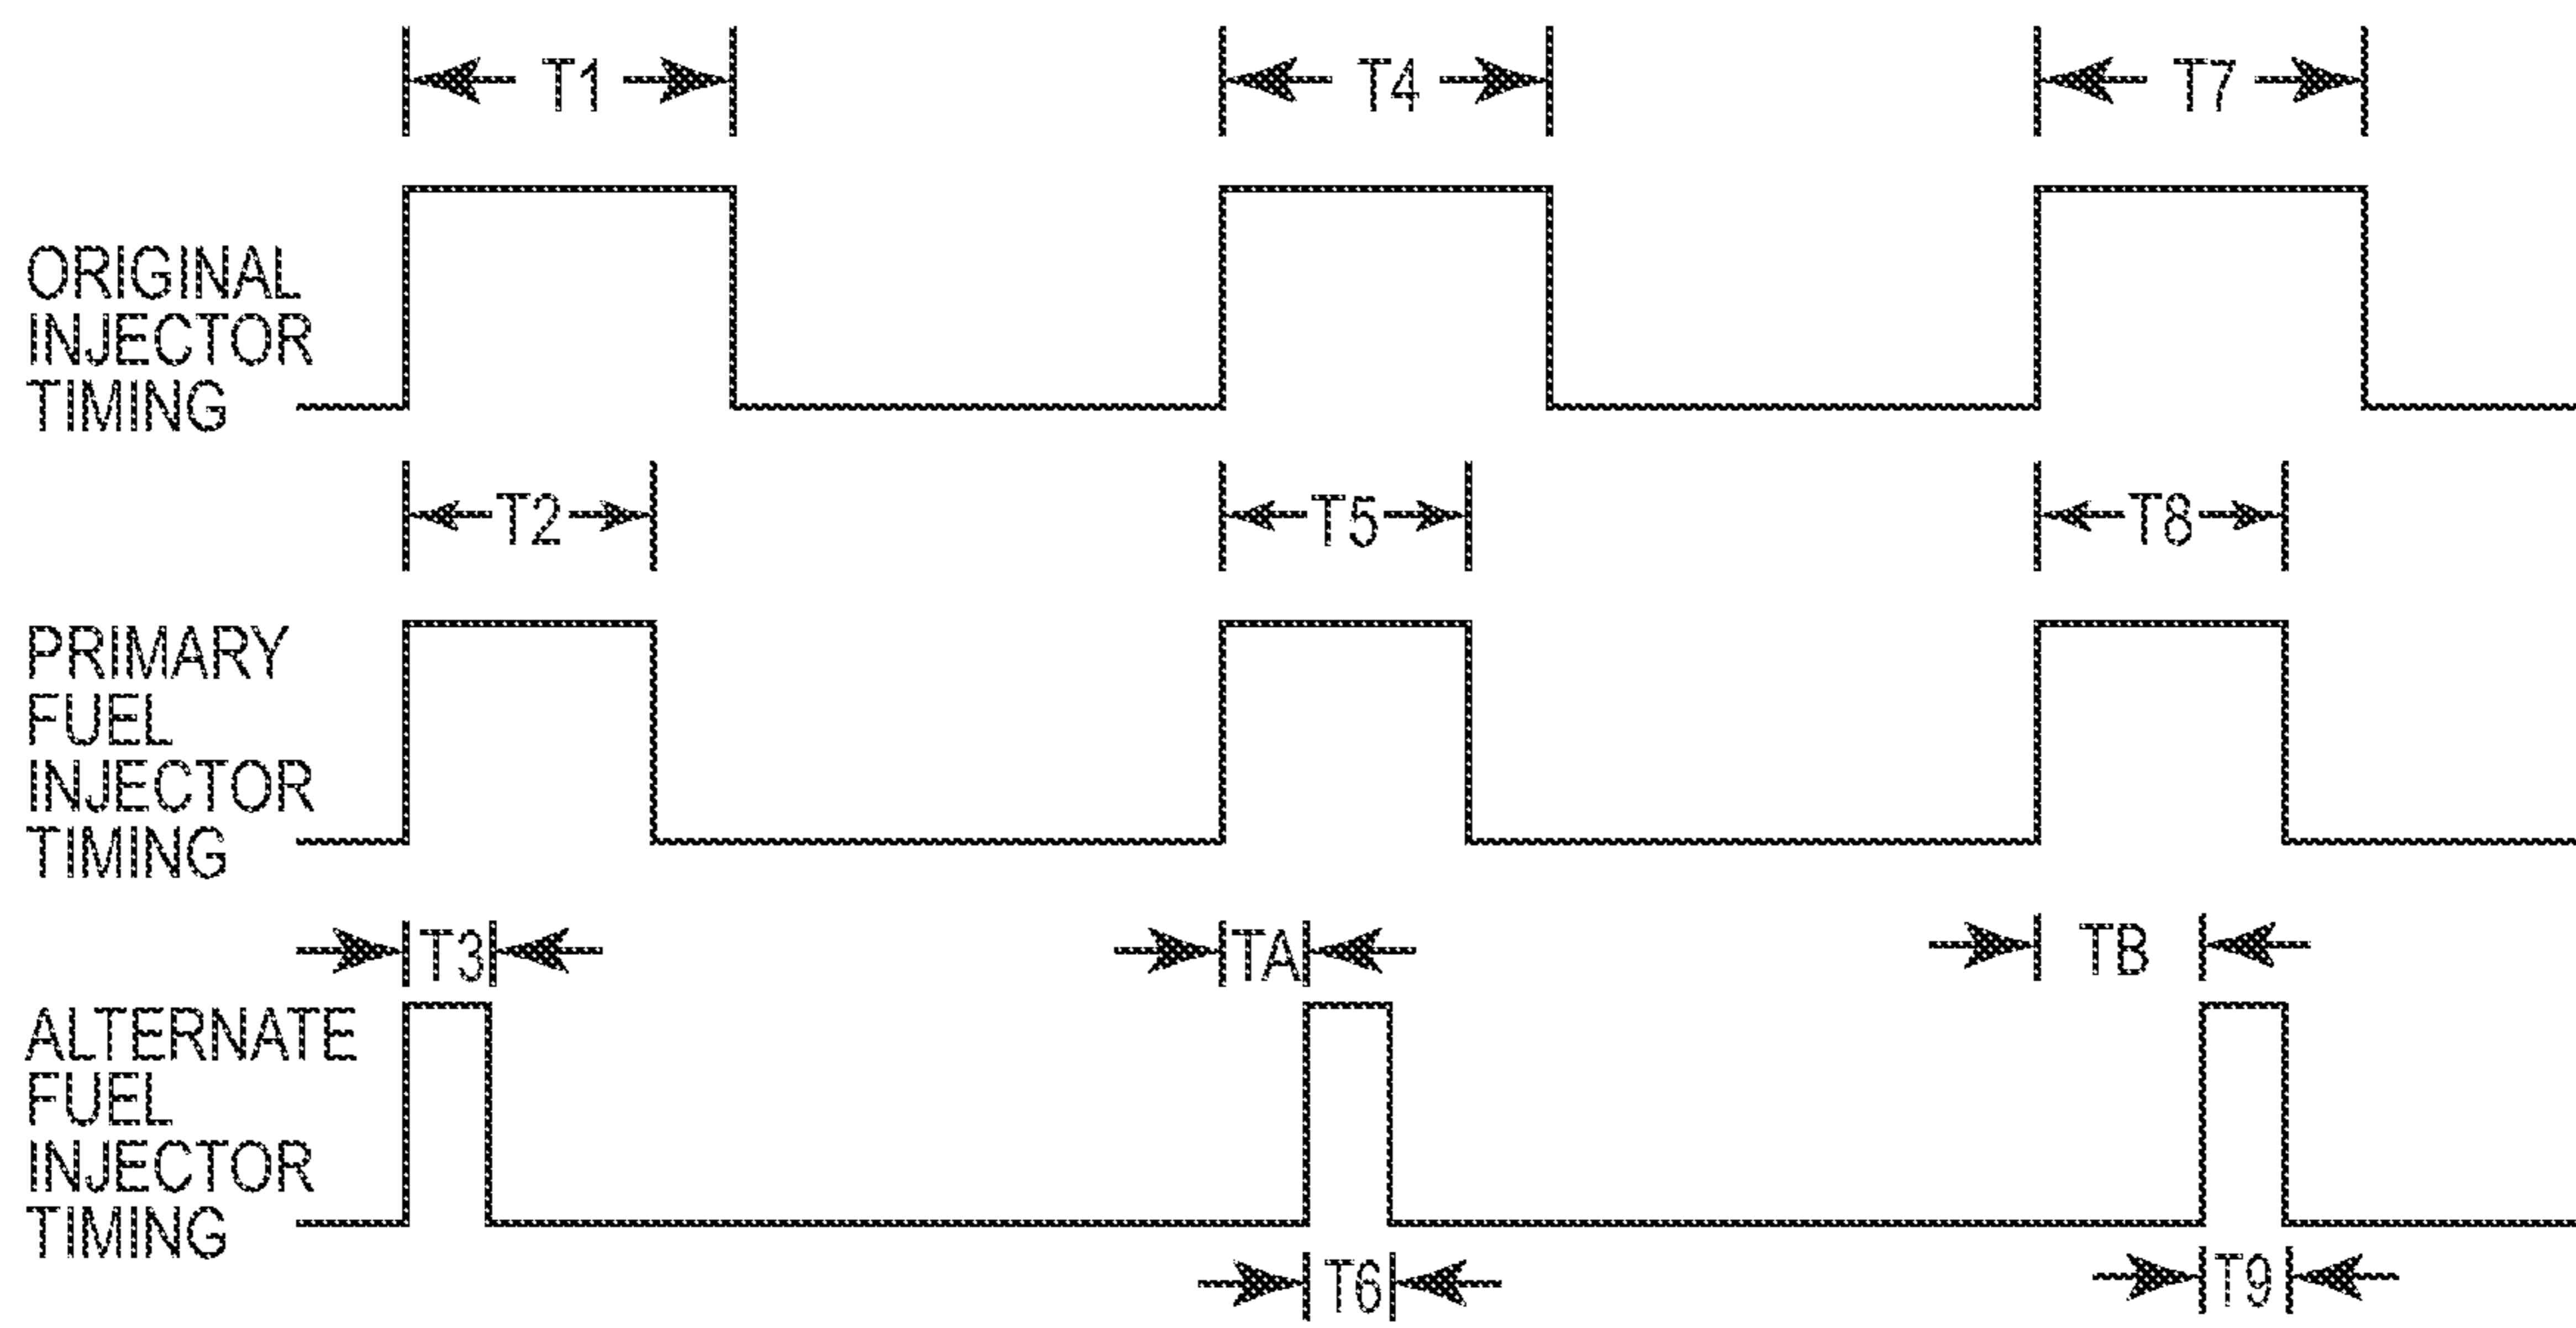 T1 T4 T7
ORIGINAL
INJECTOR
TIMING
T2 T5 T8
PRIMARY
FUEL
INJECTOR
TIMING
T3 TA TB
ALTERNATE
FUEL
INJECTOR
TIMING
T6 T9